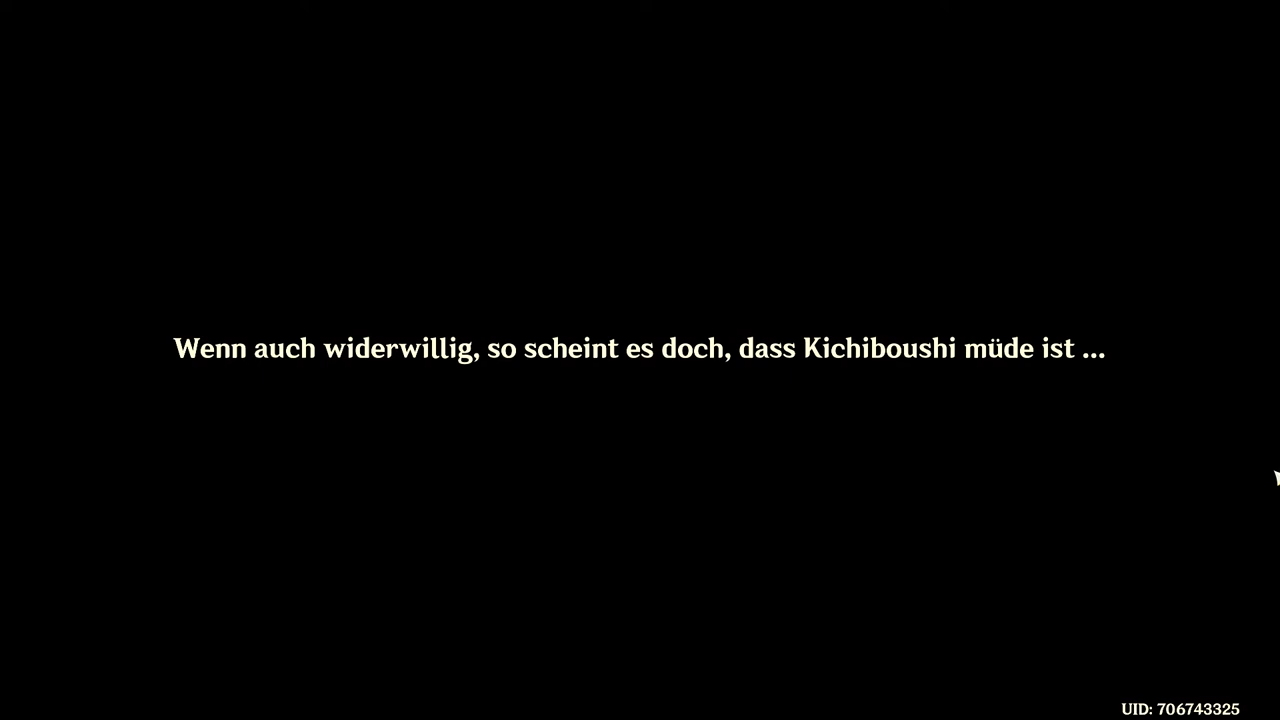 Wenn auch widerwillig, so scheint es doch, dass Kichiboushi müde ist ...
UID: 706743325